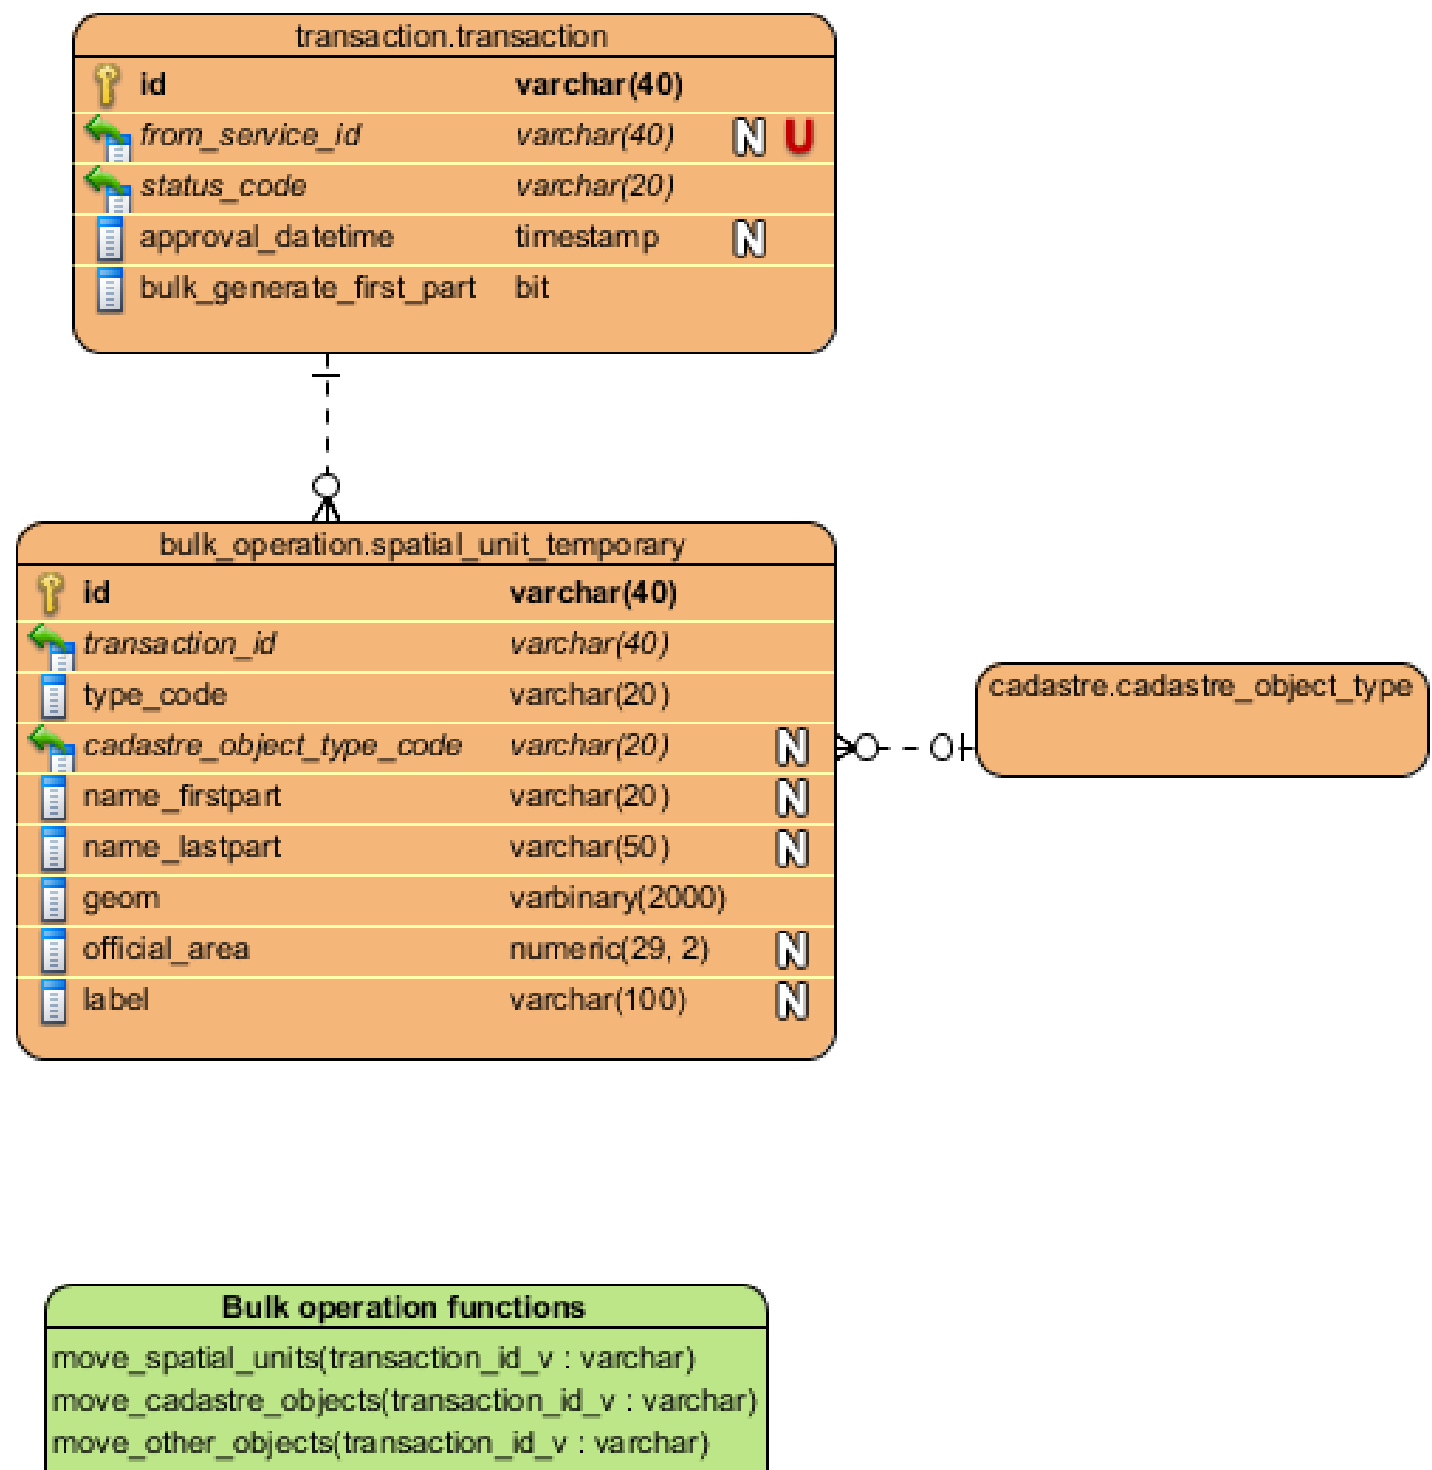 transaction.transaction
id varchar(40)
from_service_id varchar(40) N U
status_code varchar(20)
approval_datetime timestamp N
bulk_generate_first_part bit
bulk_operation.spatial_unit_temporary
id varchar(40)
transaction_id varchar(40)
type_code varchar(20)
cadastre_object_type_code varchar(20) N
name_firstpart varchar(20) N
name_lastpart varchar(50) N
geom varbinary(2000)
official_area numeric(29, 2) N
label varchar(100) N
cadastre.cadastre_object_type
Bulk operation functions
move_spatial_units(transaction_id_v : varchar)
move_cadastre_objects(transaction_id_v : varchar)
move_other_objects(transaction_id_v : varchar)